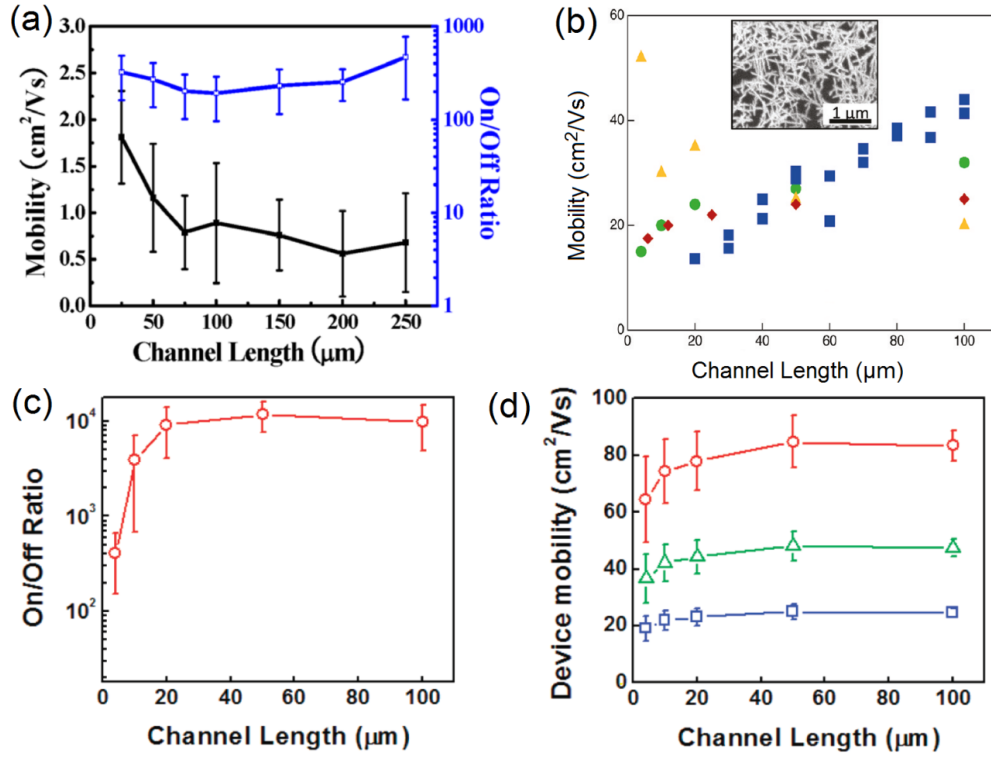 (a)
3.0
2.5
2.0
1.5
1.0
0.5
0.0
Mobility (cm²/Vs)
1000
100
10
1
On/Off Ratio
0 50 100 150 200 250
Channel Length (μm)
(b)
60
40
20
0
Mobility (cm²/Vs)
1 μm
0 20 40 60 80 100
Channel Length (μm)
(c)
10⁴
10³
10²
On/Off Ratio
0 20 40 60 80 100
Channel Length (μm)
(d)
100
80
60
40
20
0
Device mobility (cm²/Vs)
0 20 40 60 80 100
Channel Length (μm)